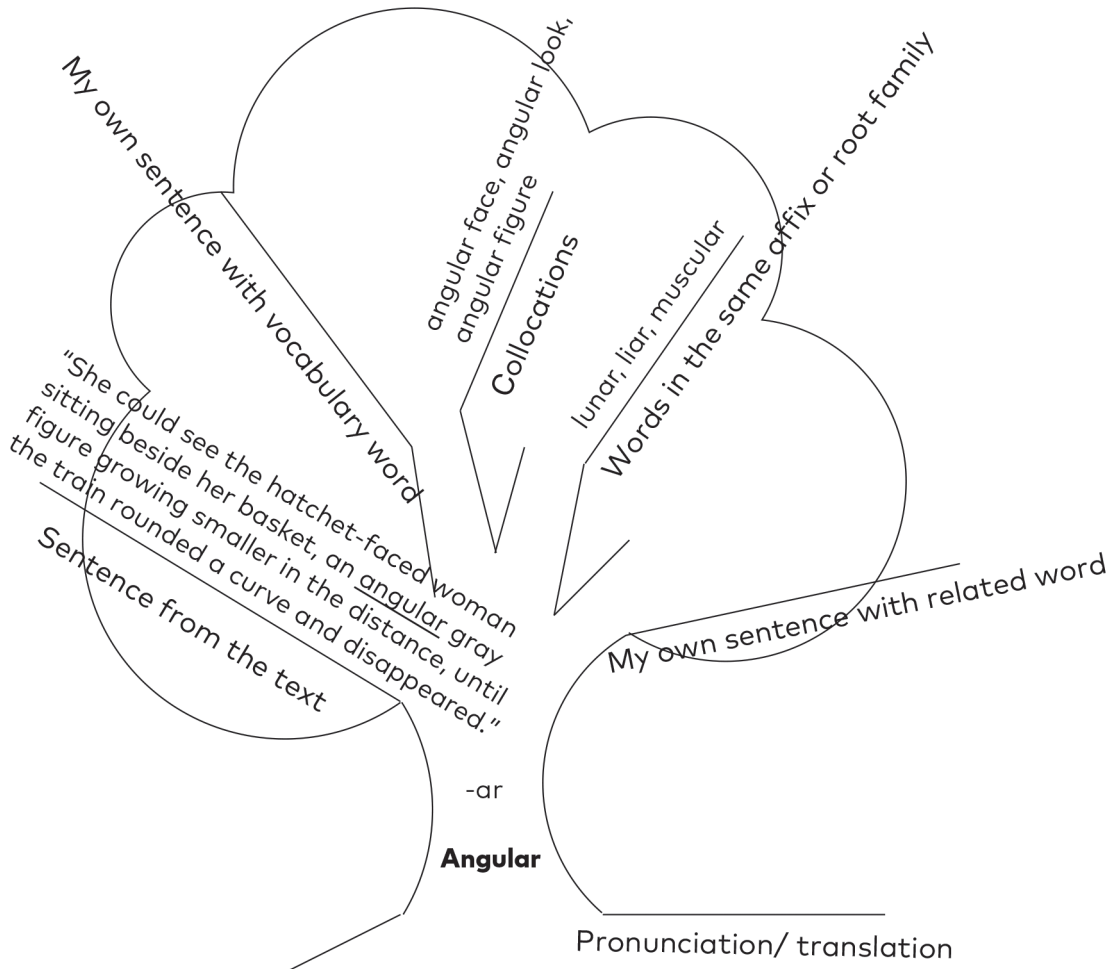 My own sentence with vocabulary word
angular face, angular look,
angular figure
Collocations
lunar, liar, muscular
Words in the same affix or root family
"She could see the hatchet-faced woman
sitting beside her basket, an angular gray
figure growing smaller in the distance, until
the train rounded a curve and disappeared."
Sentence from the text
My own sentence with related word
-ar
Angular
Pronunciation/ translation